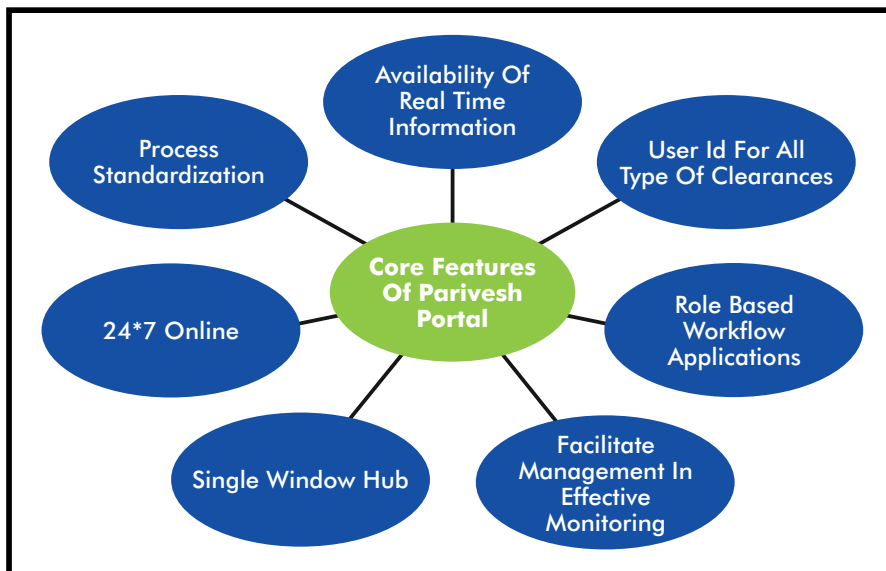 Availability Of
Real Time
Information
Process
Standardization
User Id For All
Type Of Clearances
Core Features
Of Parivesh
Portal
24*7 Online
Role Based
Workflow
Applications
Single Window Hub
Facilitate
Management In
Effective
Monitoring